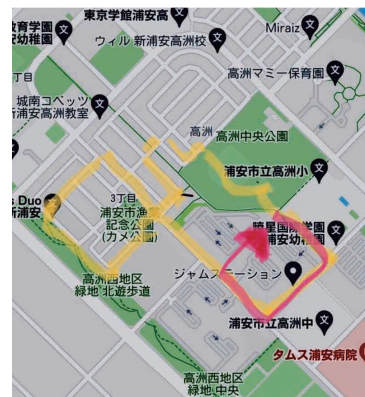 東京学館浦安高
教育学園
安幼稚園
ウィル 新浦安高洲校
Miraiz
高洲マミー保育園
丁目
城南コベッツ
新浦安高洲教室
高洲
高洲中央公園
浦安市立高洲小
s Duo
新浦安
3丁目
浦安市漁業
記念公園
(カメ公園)
暁星国際学園
浦安幼稚園
高洲西地区
緑地 北遊歩道
ジャムステーション
浦安市立高洲中
タムス浦安病院
高洲西地区
緑地 中央